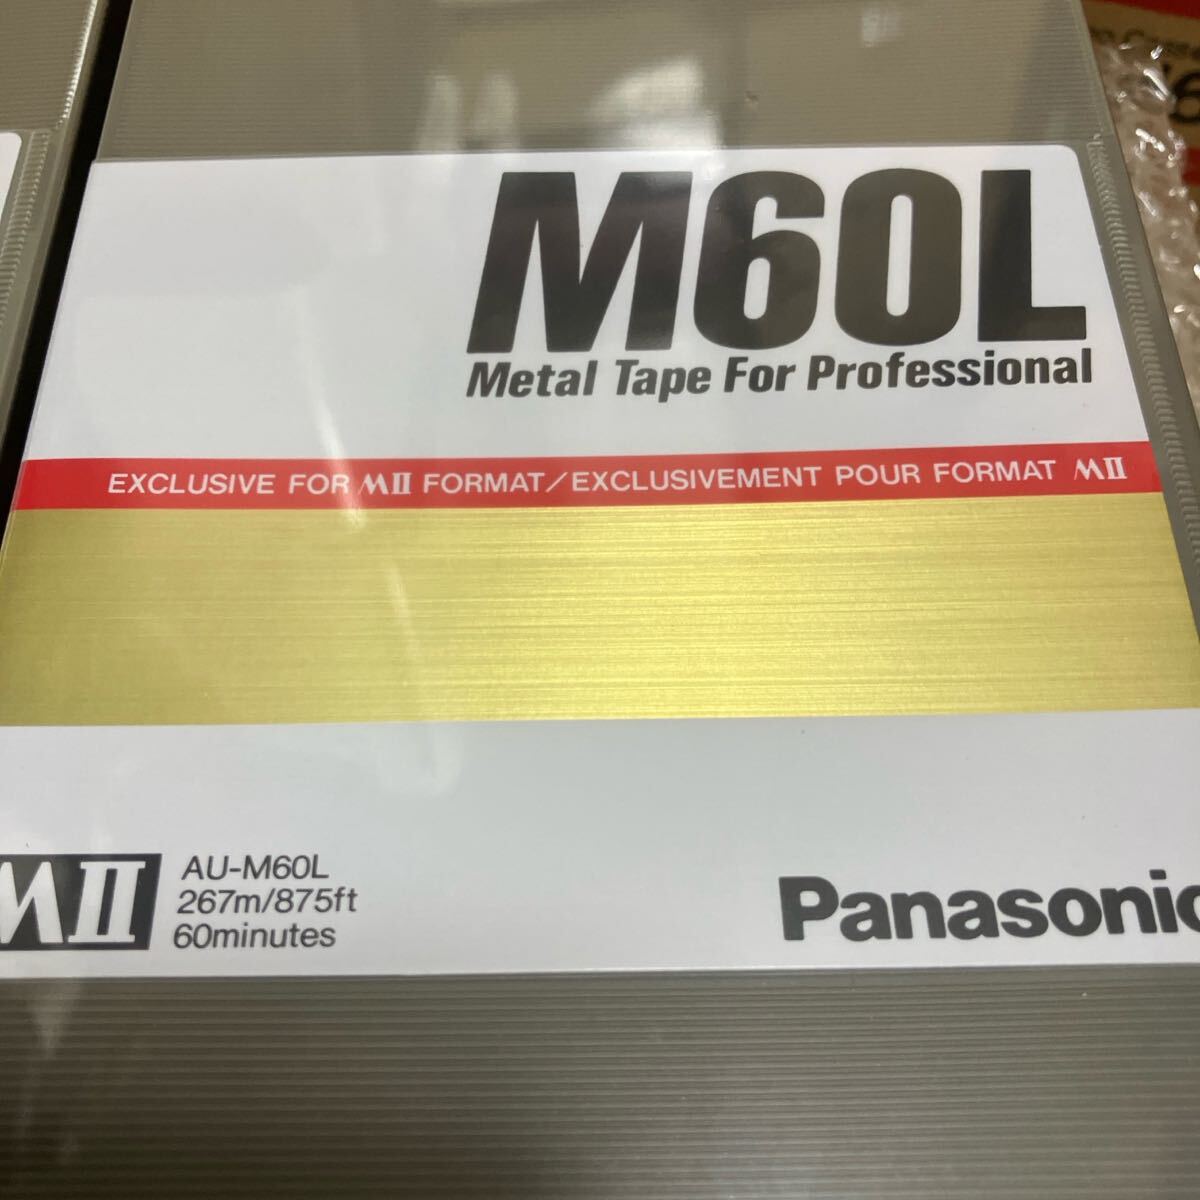 M60L
Metal Tape For Professional
EXCLUSIVE FOR MII FORMAT/EXCLUSIVEMENT POUR FORMAT MII
MII
AU-M60L
267m/875ft
60minutes
Panasonic